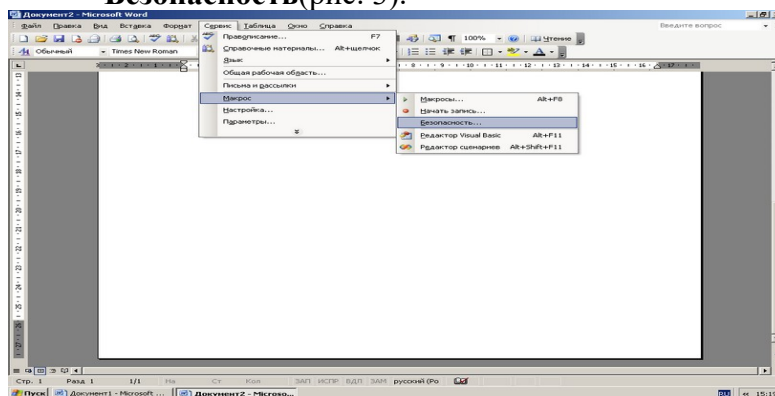 Безопасность(рис. 3).
Документ2 - Microsoft Word
Файл Правка Вид Вставка Формат Сервис Таблица Окно Справка
Введите вопрос
Обычный Times New Roman
100% Чтение
Правописание... F7
Справочные материалы... Alt+щелчок
Язык
Общая рабочая область...
Письма и рассылки
Макрос
Настройка...
Параметры...
Макросы... Alt+F8
Начать запись...
Безопасность...
Редактор Visual Basic Alt+F11
Редактор сценариев Alt+Shift+F11
Стр. 1 Разд 1 1/1 На Ст Кол ЗАП ИСПР ВДЛ ЗАМ русский (Ро
Пуск Документ1 - Microsoft ... Документ2 - Microso... RU 15:1